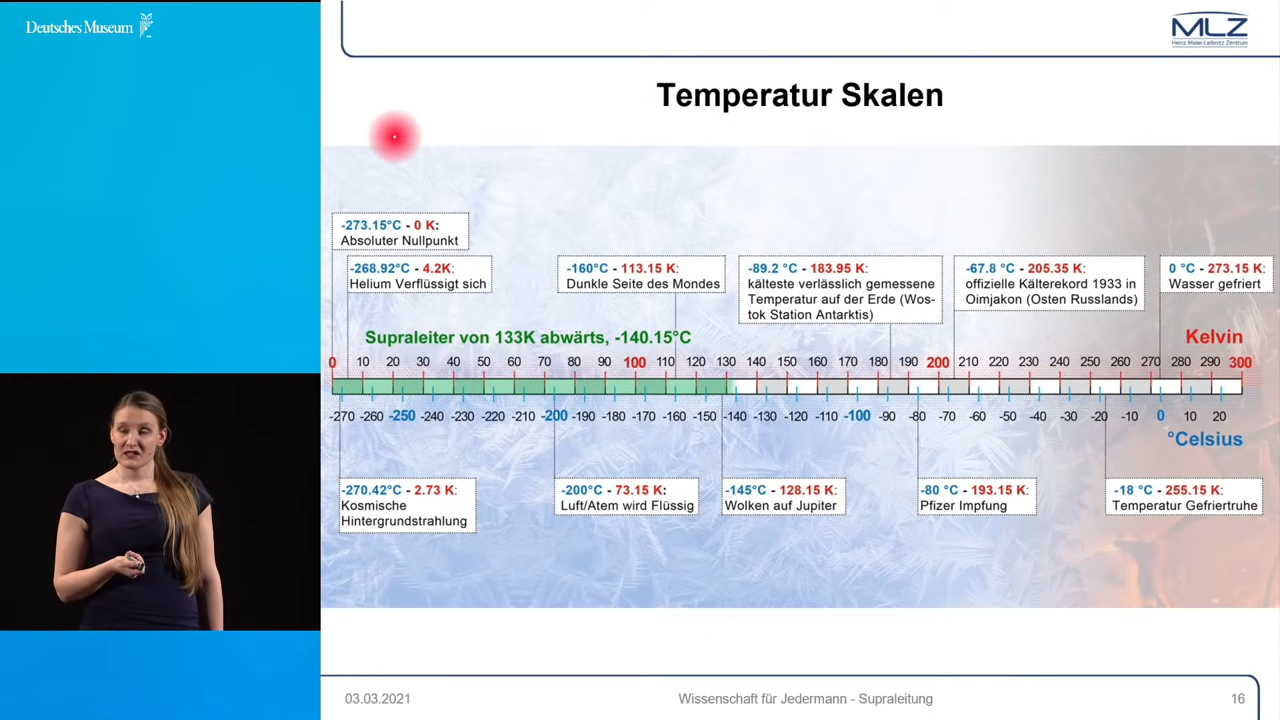 Deutsches Museum
MLZ
Heinz Maier-Leibnitz Zentrum
Temperatur Skalen
-273.15°C - 0 K:
Absoluter Nullpunkt
-268.92°C - 4.2K:
Helium Verflüssigt sich
-160°C - 113.15 K:
Dunkle Seite des Mondes
-89.2 °C - 183.95 K:
kälteste verlässlich gemessene
Temperatur auf der Erde (Wos-
tok Station Antarktis)
-67.8 °C - 205.35 K:
offizielle Kälterekord 1933 in
Oimjakon (Osten Russlands)
0 °C - 273.15 K:
Wasser gefriert
Supraleiter von 133K abwärts, -140.15°C
Kelvin
0 10 20 30 40 50 60 70 80 90 100 110 120 130 140 150 160 170 180 190 200 210 220 230 240 250 260 270 280 290 300
-270 -260 -250 -240 -230 -220 -210 -200 -190 -180 -170 -160 -150 -140 -130 -120 -110 -100 -90 -80 -70 -60 -50 -40 -30 -20 -10 0 10 20
°Celsius
-270.42°C - 2.73 K:
Kosmische
Hintergrundstrahlung
-200°C - 73.15 K:
Luft/Atem wird Flüssig
-145°C - 128.15 K:
Wolken auf Jupiter
-80 °C - 193.15 K:
Pfizer Impfung
-18 °C - 255.15 K:
Temperatur Gefriertruhe
03.03.2021
Wissenschaft für Jedermann - Supraleitung
16